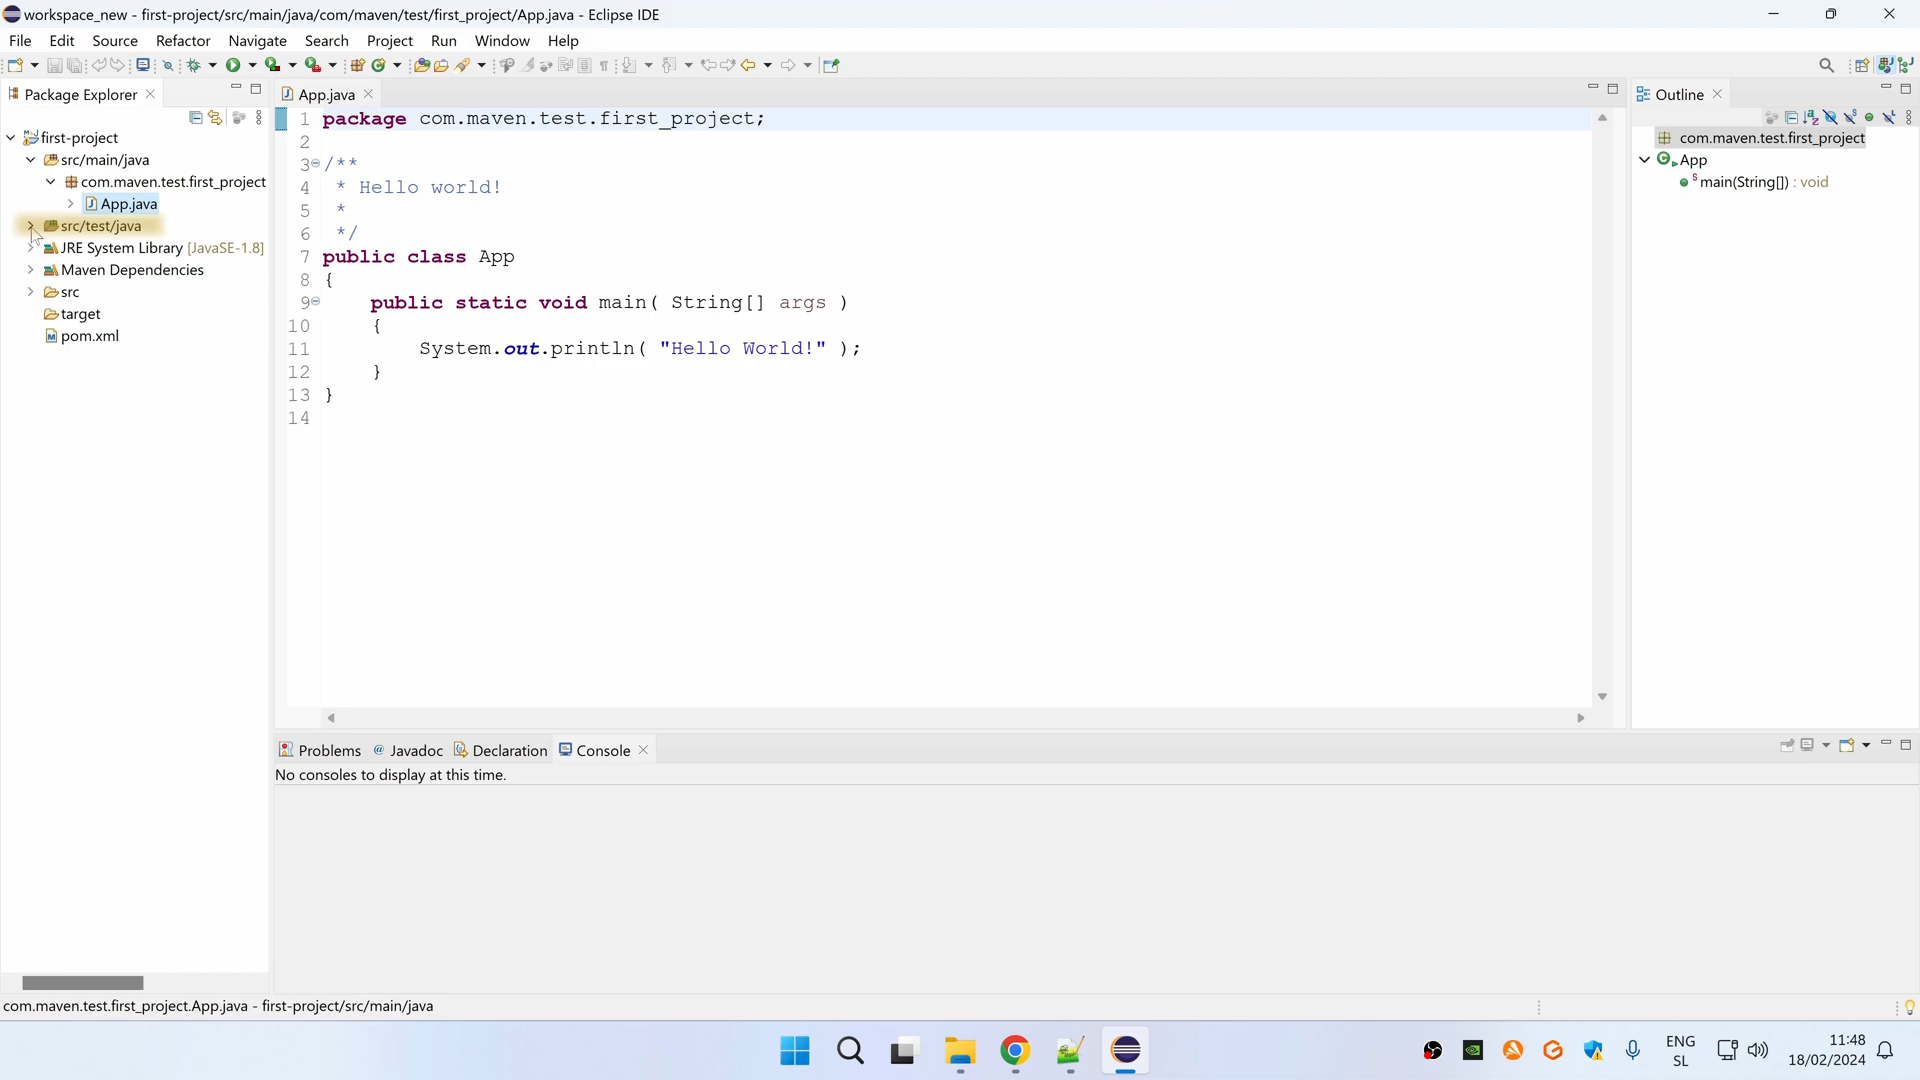 workspace_new - first-project/src/main/java/com/maven/test/first_project/App.java - Eclipse IDE
File Edit Source Refactor Navigate Search Project Run Window Help
Package Explorer
first-project
src/main/java
com.maven.test.first_project
App.java
src/test/java
JRE System Library [JavaSE-1.8]
Maven Dependencies
src
target
pom.xml
App.java
1 package com.maven.test.first_project;
2
3 /**
4 * Hello world!
5 *
6 */
7 public class App
8 {
9 public static void main( String[] args )
10 {
11 System.out.println( "Hello World!" );
12 }
13 }
14
Outline
com.maven.test.first_project
App
main(String[]) : void
Problems Javadoc Declaration Console
No consoles to display at this time.
com.maven.test.first_project.App.java - first-project/src/main/java
ENG
SL
11:48
18/02/2024